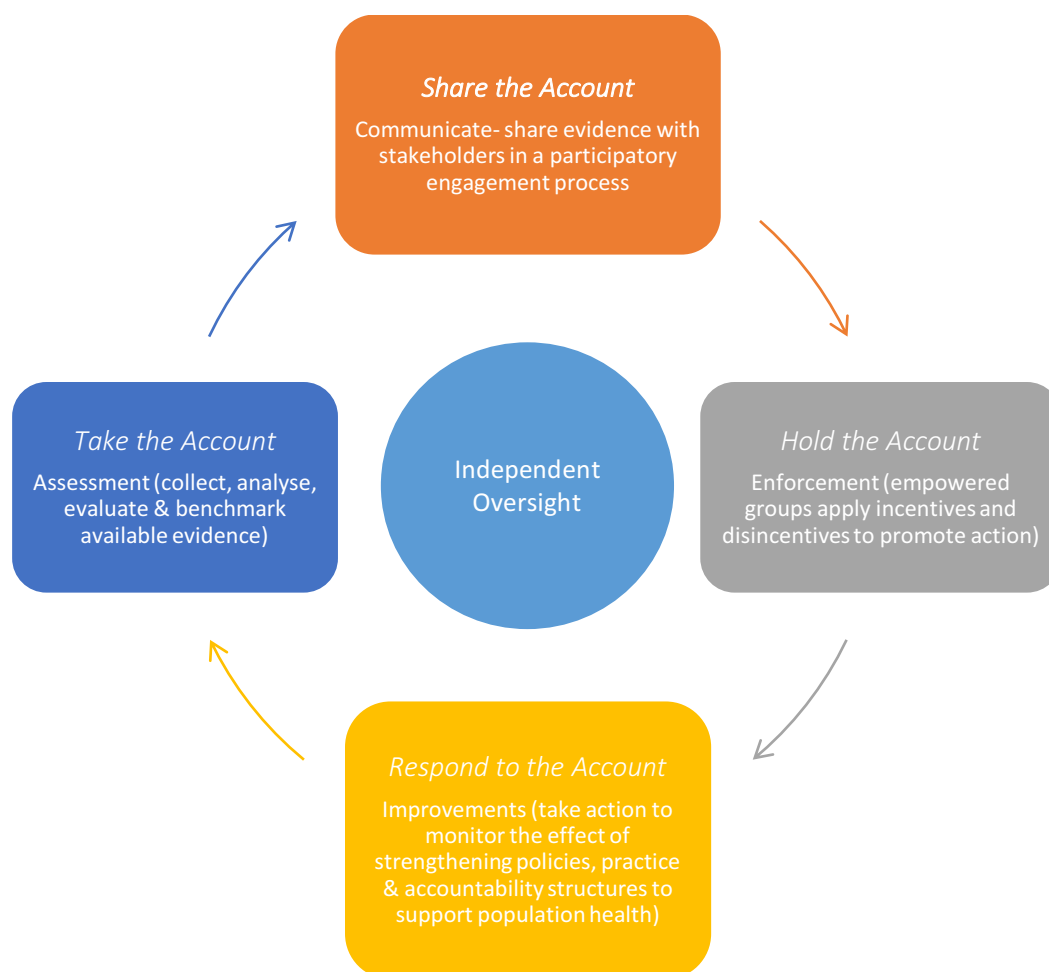 Share the Account
Communicate- share evidence with
stakeholders in a participatory
engagement process
Take the Account
Assessment (collect, analyse,
evaluate & benchmark
available evidence)
Independent
Oversight
Hold the Account
Enforcement (empowered
groups apply incentives and
disincentives to promote action)
Respond to the Account
Improvements (take action to
monitor the effect of
strengthening policies, practice
& accountability structures to
support population health)